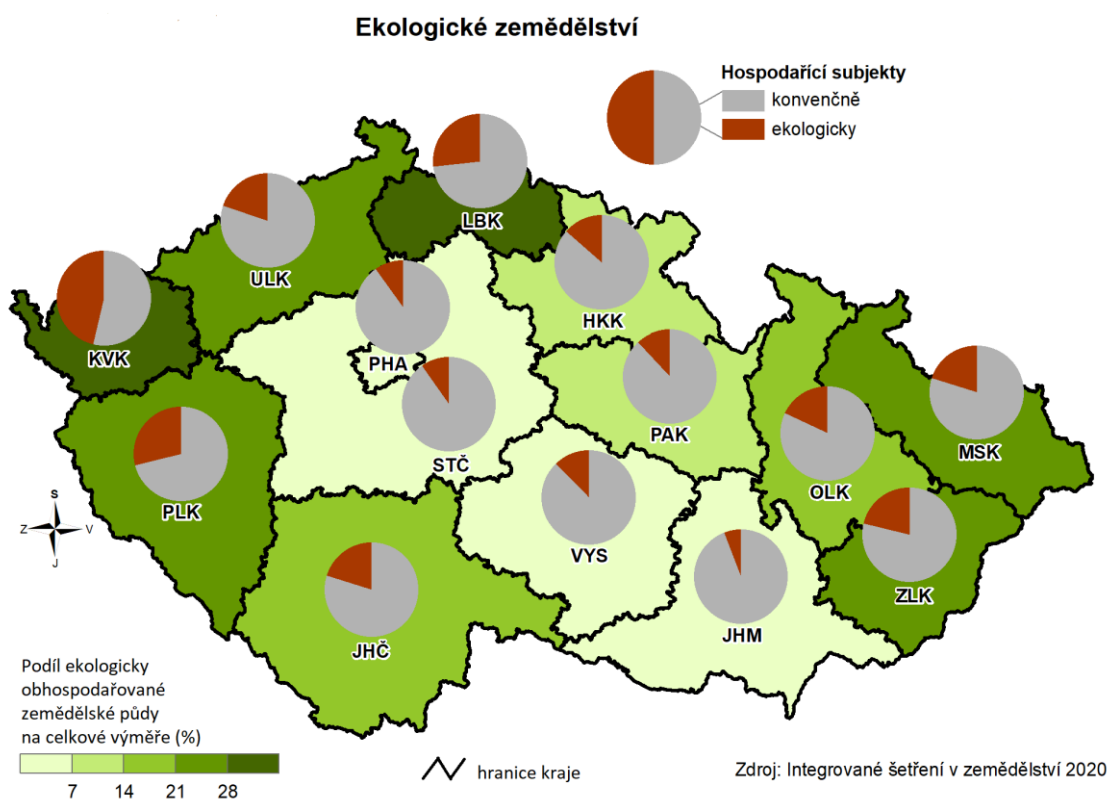 Ekologické zemědělství
Hospodařící subjekty
konvenčně
ekologicky
LBK
ULK
HKK
KVK
PHA
PAK
MSK
STČ
OLK
PLK
S
Z V
J
VYS
ZLK
JHM
JHČ
Podíl ekologicky
obhospodařované
zemědělské půdy
na celkové výměře (%)
7 14 21 28
hranice kraje
Zdroj: Integrované šetření v zemědělství 2020